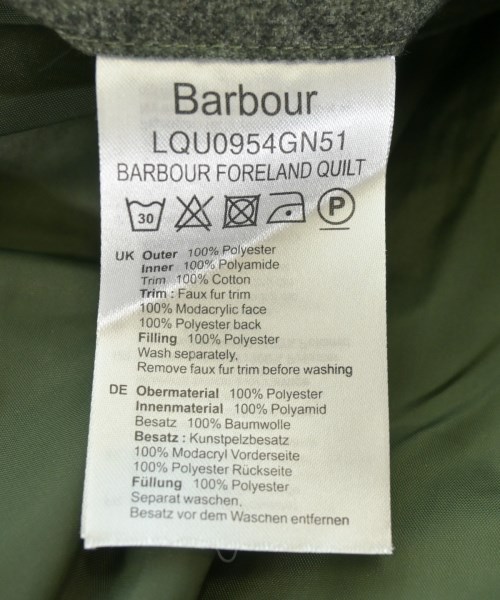 Barbour
LQU0954GN51
BARBOUR FORELAND QUILT
30 P
UK Outer 100% Polyester
Inner 100% Polyamide
Trim 100% Cotton
Trim : Faux fur trim
100% Modacrylic face
100% Polyester back
Filling 100% Polyester
Wash separately,
Remove faux fur trim before washing
DE Obermaterial 100% Polyester
Innenmaterial 100% Polyamid
Besatz 100% Baumwolle
Besatz : Kunstpelzbesatz
100% Modacryl Vorderseite
100% Polyester Rückseite
Füllung 100% Polyester
Separat waschen,
Besatz vor dem Waschen entfernen